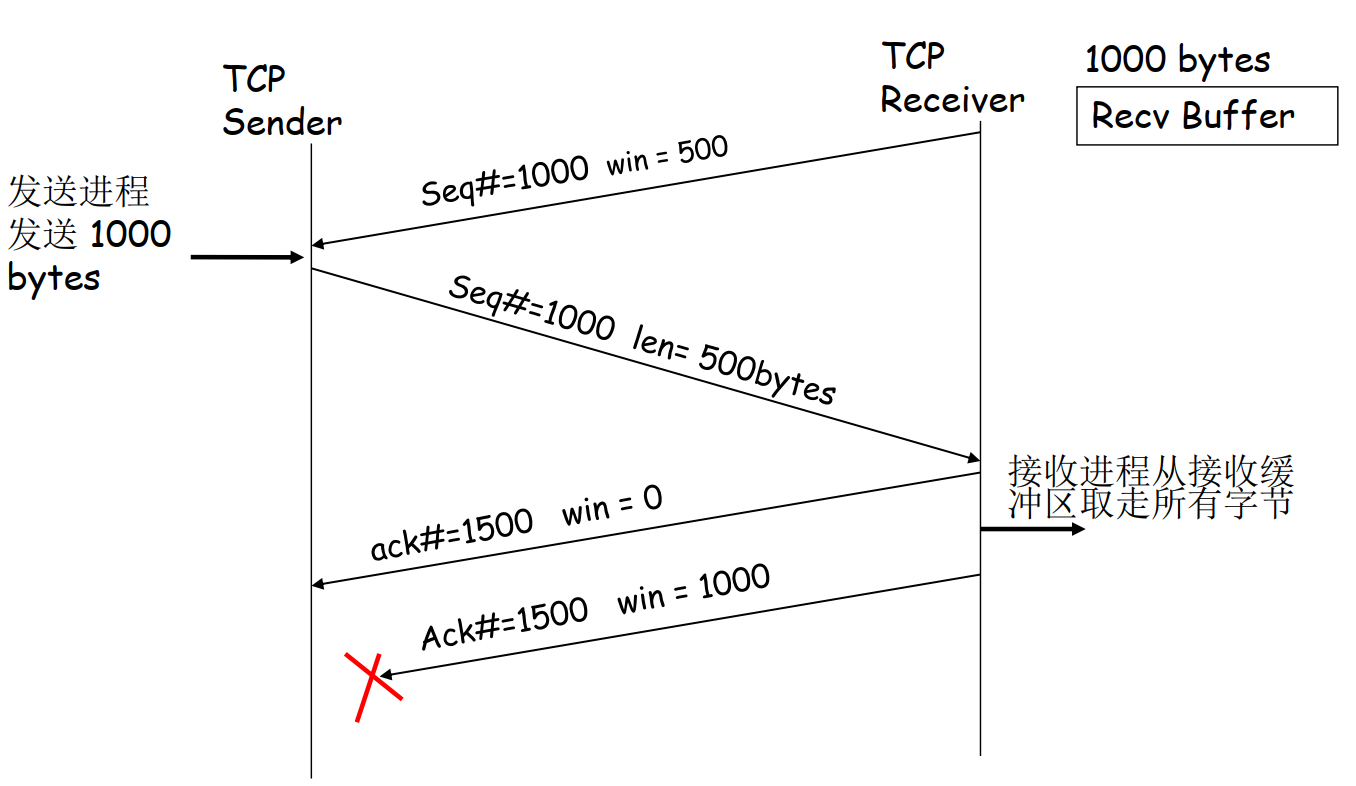 TCP
Sender
TCP
Receiver
1000 bytes
Recv Buffer
Seq#=1000 win = 500
发送进程
发送 1000
bytes
Seq#=1000 len= 500bytes
接收进程从接收缓
冲区取走所有字节
ack#=1500 win = 0
Ack#=1500 win = 1000